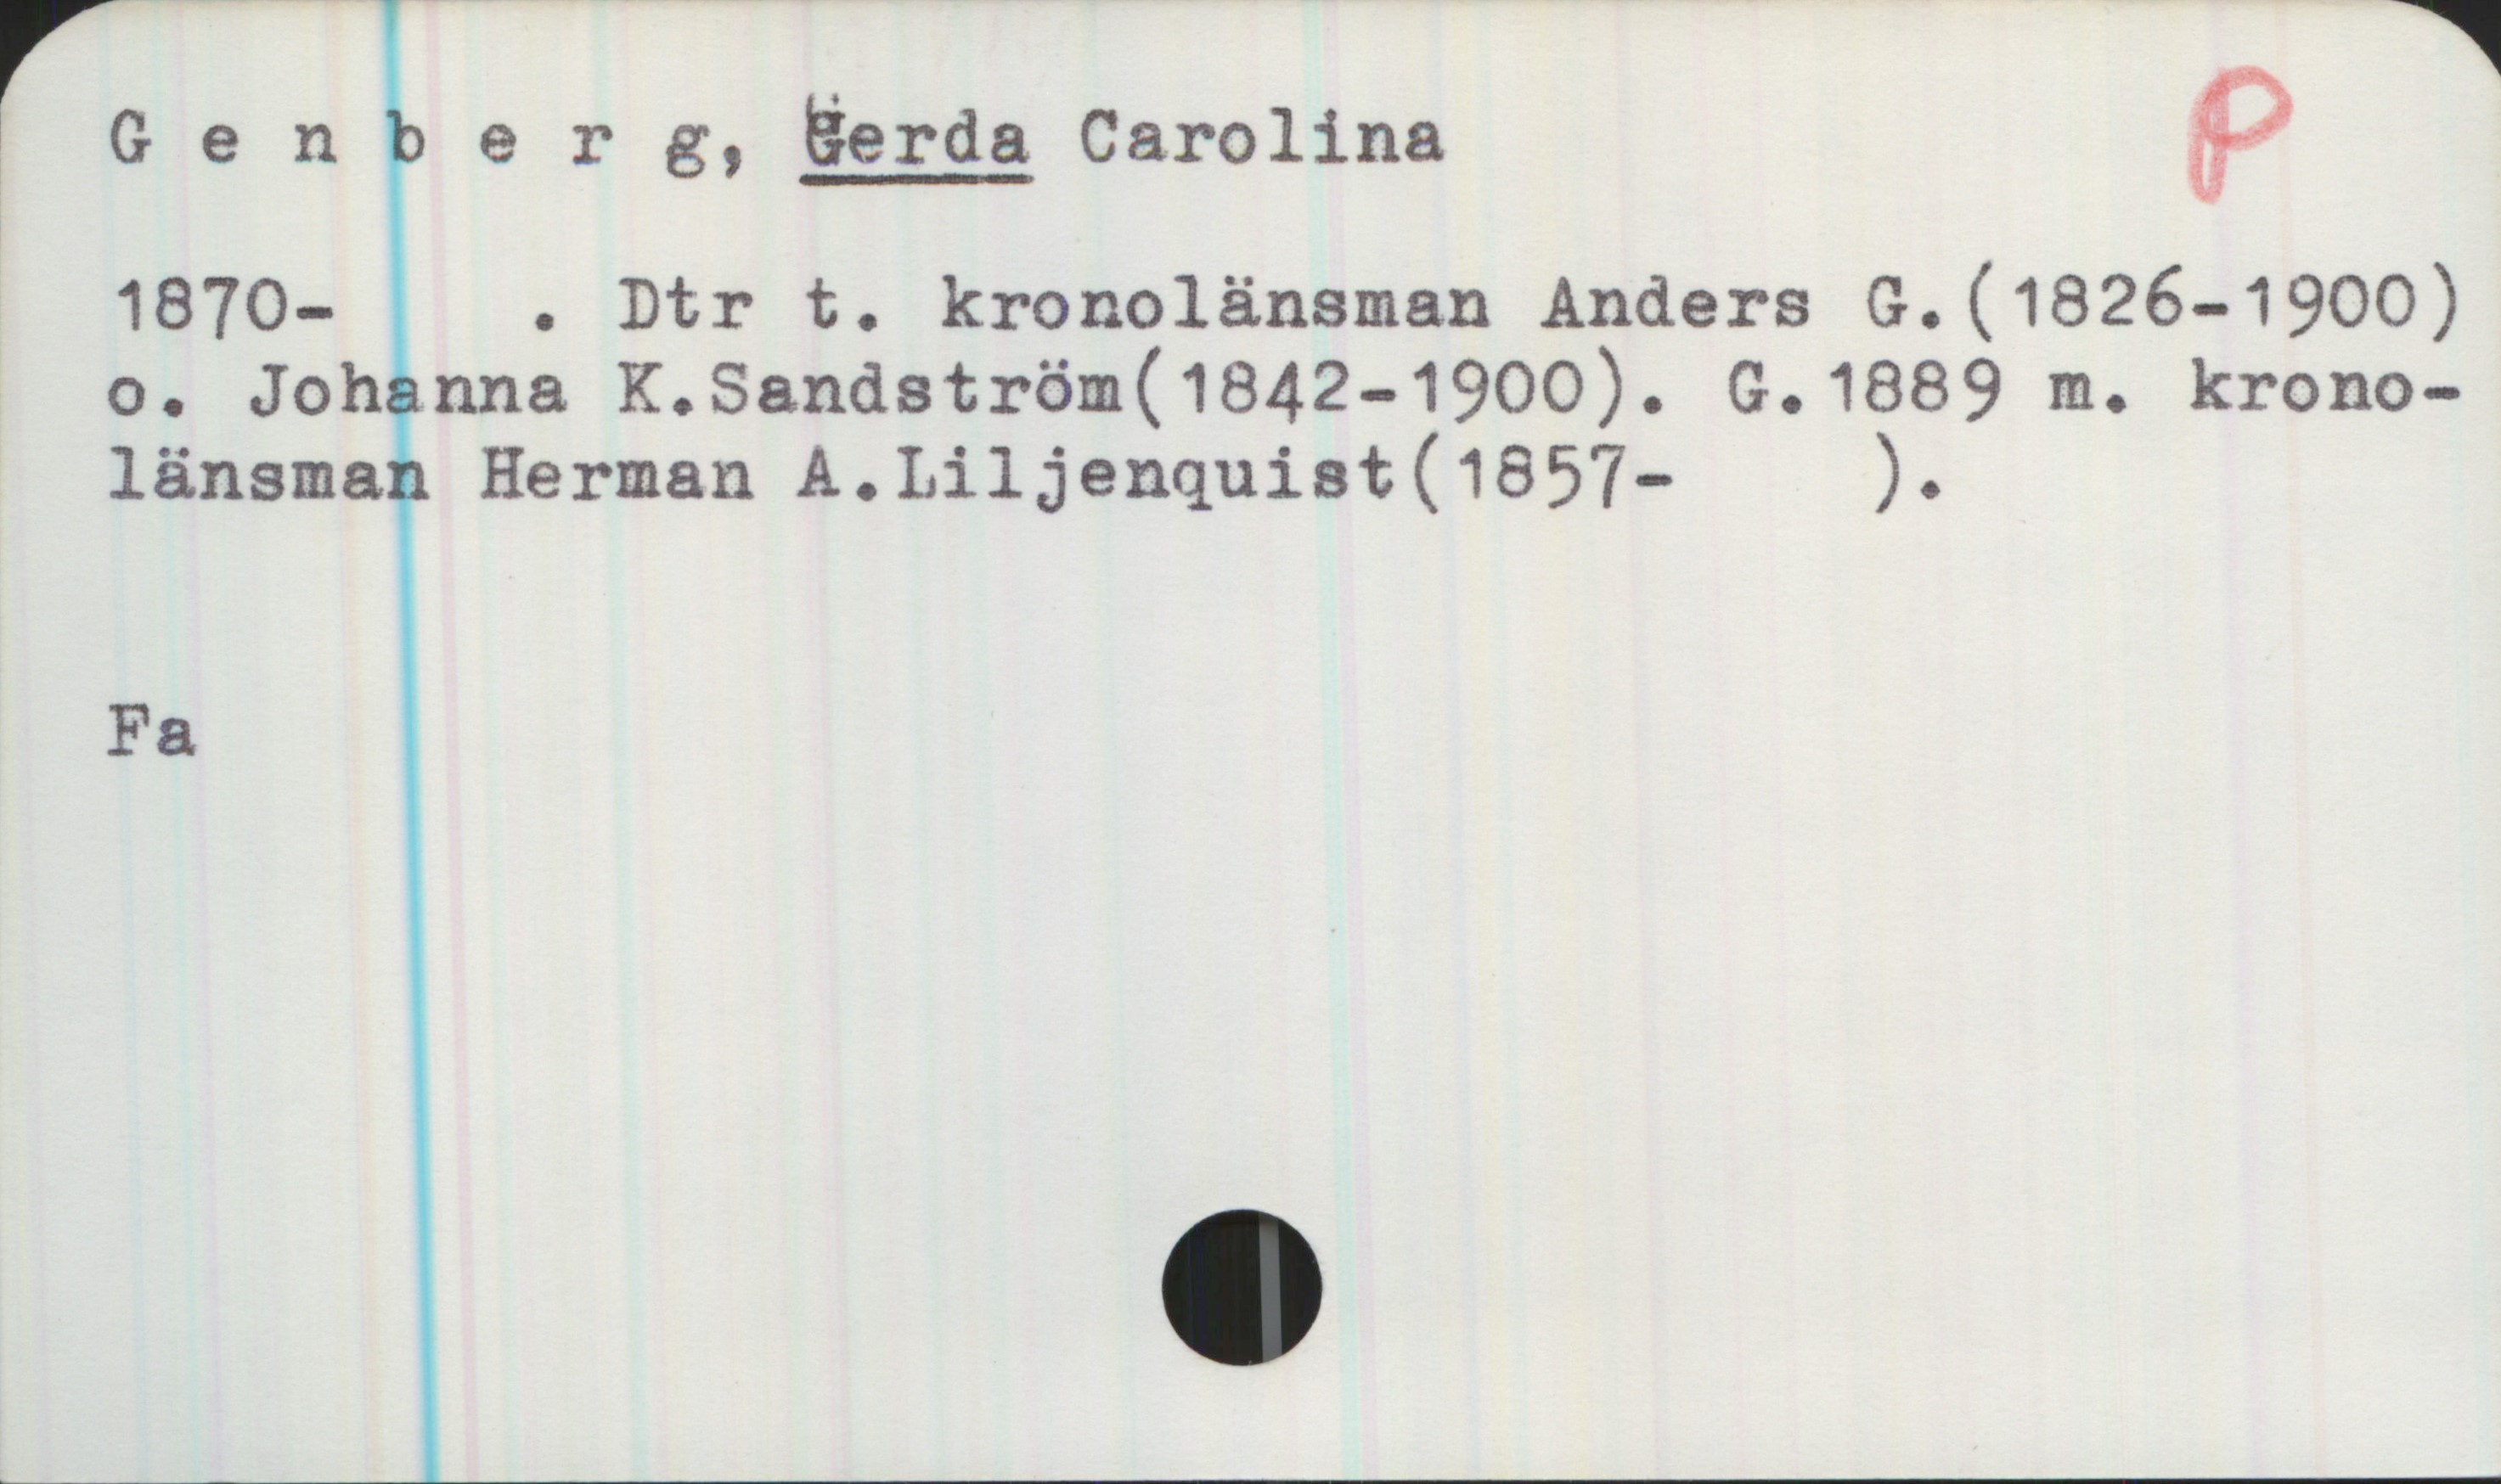 G e n b e r g, Gerda Carolina P
1870-    . Dtr t. kronolänsman Anders G.(1826-1900)
o. Johanna K.Sandström(1842-1900). G.1889 m. krono-
länsman Herman A.Liljenquist(1857-    ).
Fa